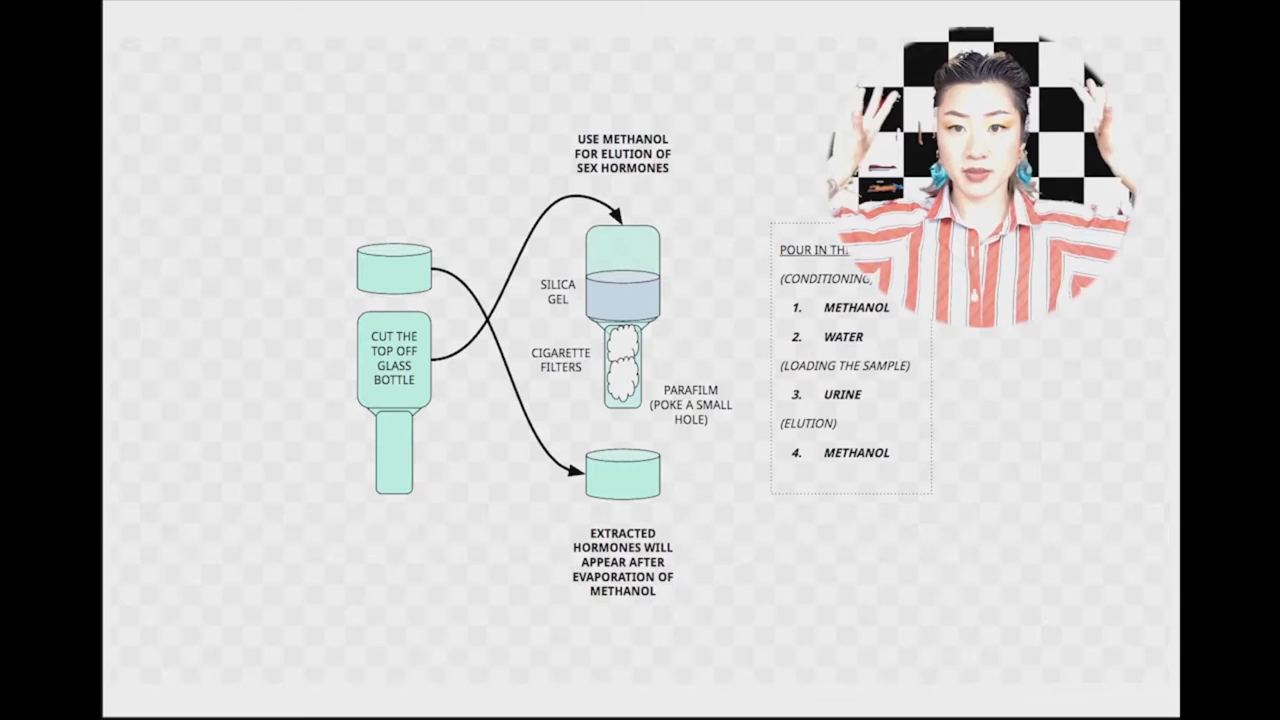 USE METHANOL
FOR ELUTION OF
SEX HORMONES
CUT THE
TOP OFF
GLASS
BOTTLE
SILICA
GEL
CIGARETTE
FILTERS
PARAFILM
(POKE A SMALL
HOLE)
EXTRACTED
HORMONES WILL
APPEAR AFTER
EVAPORATION OF
METHANOL
POUR IN
(CONDITIONING)
1. METHANOL
2. WATER
(LOADING THE SAMPLE)
3. URINE
(ELUTION)
4. METHANOL